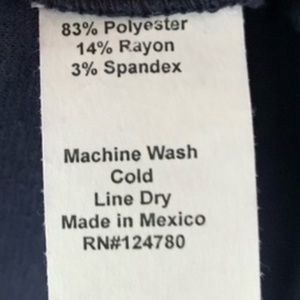 83% Polyester
14% Rayon
3% Spandex
Machine Wash
Cold
Line Dry
Made in Mexico
RN#124780